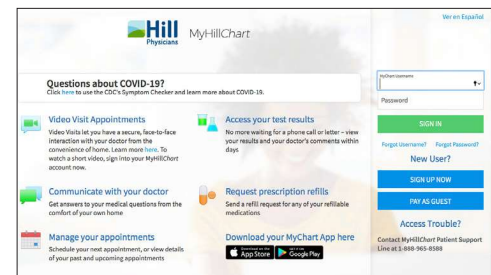 Ver en Español
Hill
Physicians
MyHillChart
Questions about COVID-19?
Click here to use the CDC's Symptom Checker and learn more about COVID-19.
Video Visit Appointments
Video Visits let you have a secure, face-to-face
interaction with your doctor from the
convenience of home. Learn more here. To
watch a short video, sign into your MyHillChart
account now.
Access your test results
No more waiting for a phone call or letter – view
your results and your doctor's comments within
days
Communicate with your doctor
Get answers to your medical questions from the
comfort of your own home
Request prescription refills
Send a refill request for any of your refillable
medications
Manage your appointments
Schedule your next appointment, or view details
of your past and upcoming appointments
Download your MyChart App here
App Store
GET IT ON
Google Play
MyChart Username
Password
SIGN IN
Forgot Username? Forgot Password?
New User?
SIGN UP NOW
PAY AS GUEST
Access Trouble?
Contact MyHillChart Patient Support
Line at 1-888-965-8588